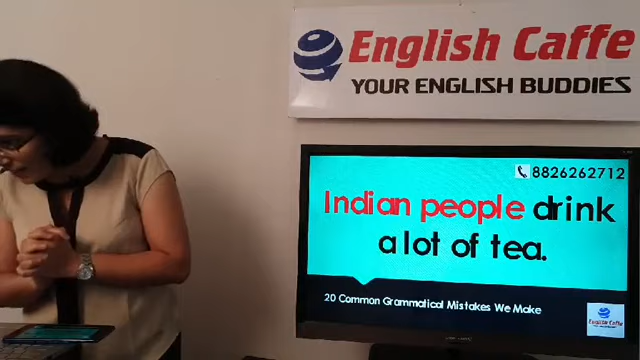 English Caffe
YOUR ENGLISH BUDDIES
8826262712
Indian people drink
a lot of tea.
20 Common Grammatical Mistakes We Make
English Caffe